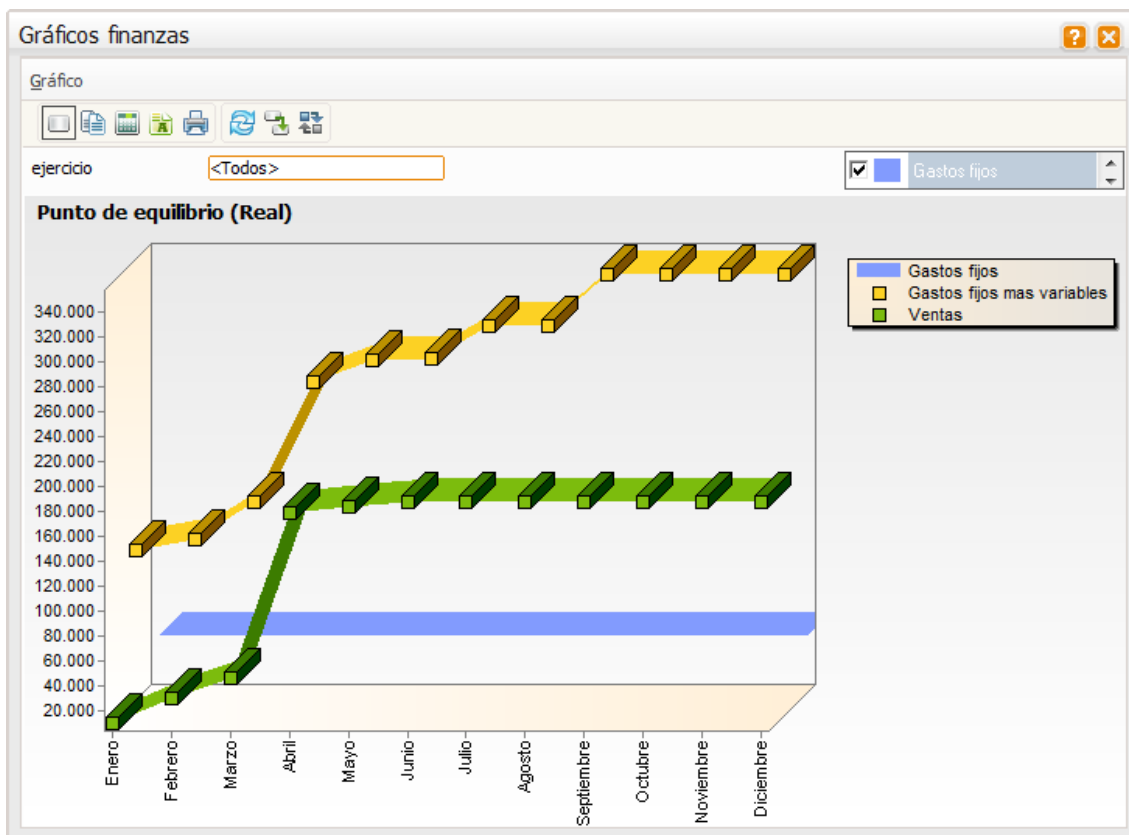 Gráficos finanzas
Gráfico
ejercicio <Todos>
Gastos fijos
Punto de equilibrio (Real)
Gastos fijos
Gastos fijos mas variables
Ventas
340.000
320.000
300.000
280.000
260.000
240.000
220.000
200.000
180.000
160.000
140.000
120.000
100.000
80.000
60.000
40.000
20.000
Enero
Febrero
Marzo
Abril
Mayo
Junio
Julio
Agosto
Septiembre
Octubre
Noviembre
Diciembre